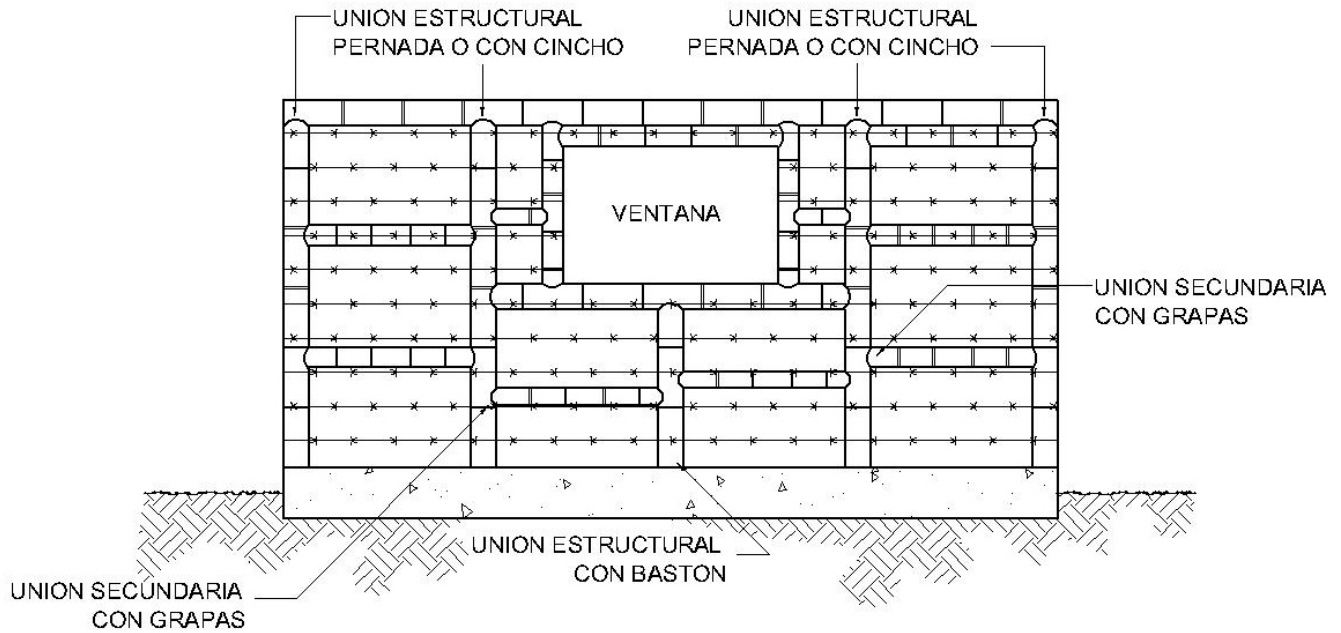 UNION ESTRUCTURAL
PERNADA O CON CINCHO
UNION ESTRUCTURAL
PERNADA O CON CINCHO
VENTANA
UNION SECUNDARIA
CON GRAPAS
UNION ESTRUCTURAL
CON BASTON
UNION SECUNDARIA
CON GRAPAS